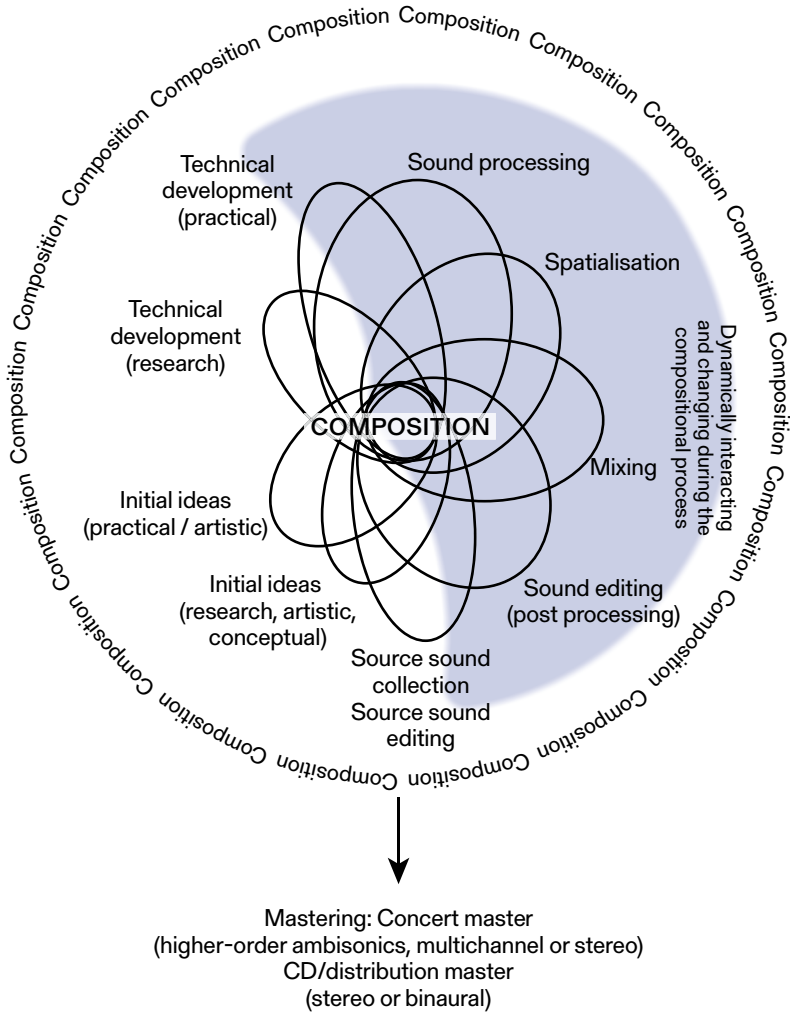 Composition Composition Composition Composition Composition Composition Composition Composition Composition Composition Composition Composition Composition Composition Composition Composition Composition Composition
Technical
development
(practical)
Sound processing
Spatialisation
Technical
development
(research)
Dynamically interacting
and changing during the
compositional process
COMPOSITION
Mixing
Initial ideas
(practical / artistic)
Initial ideas
(research, artistic,
conceptual)
Sound editing
(post processing)
Source sound
collection
Source sound
editing
Mastering: Concert master
(higher-order ambisonics, multichannel or stereo)
CD/distribution master
(stereo or binaural)